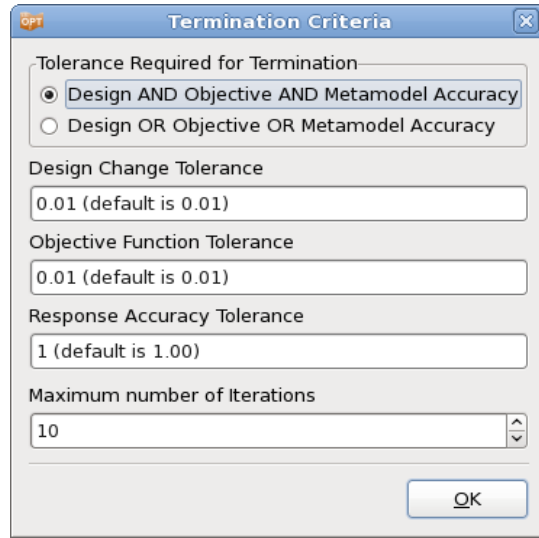 OPT
Termination Criteria
Tolerance Required for Termination
Design AND Objective AND Metamodel Accuracy
Design OR Objective OR Metamodel Accuracy
Design Change Tolerance
0.01 (default is 0.01)
Objective Function Tolerance
0.01 (default is 0.01)
Response Accuracy Tolerance
1 (default is 1.00)
Maximum number of Iterations
10
OK